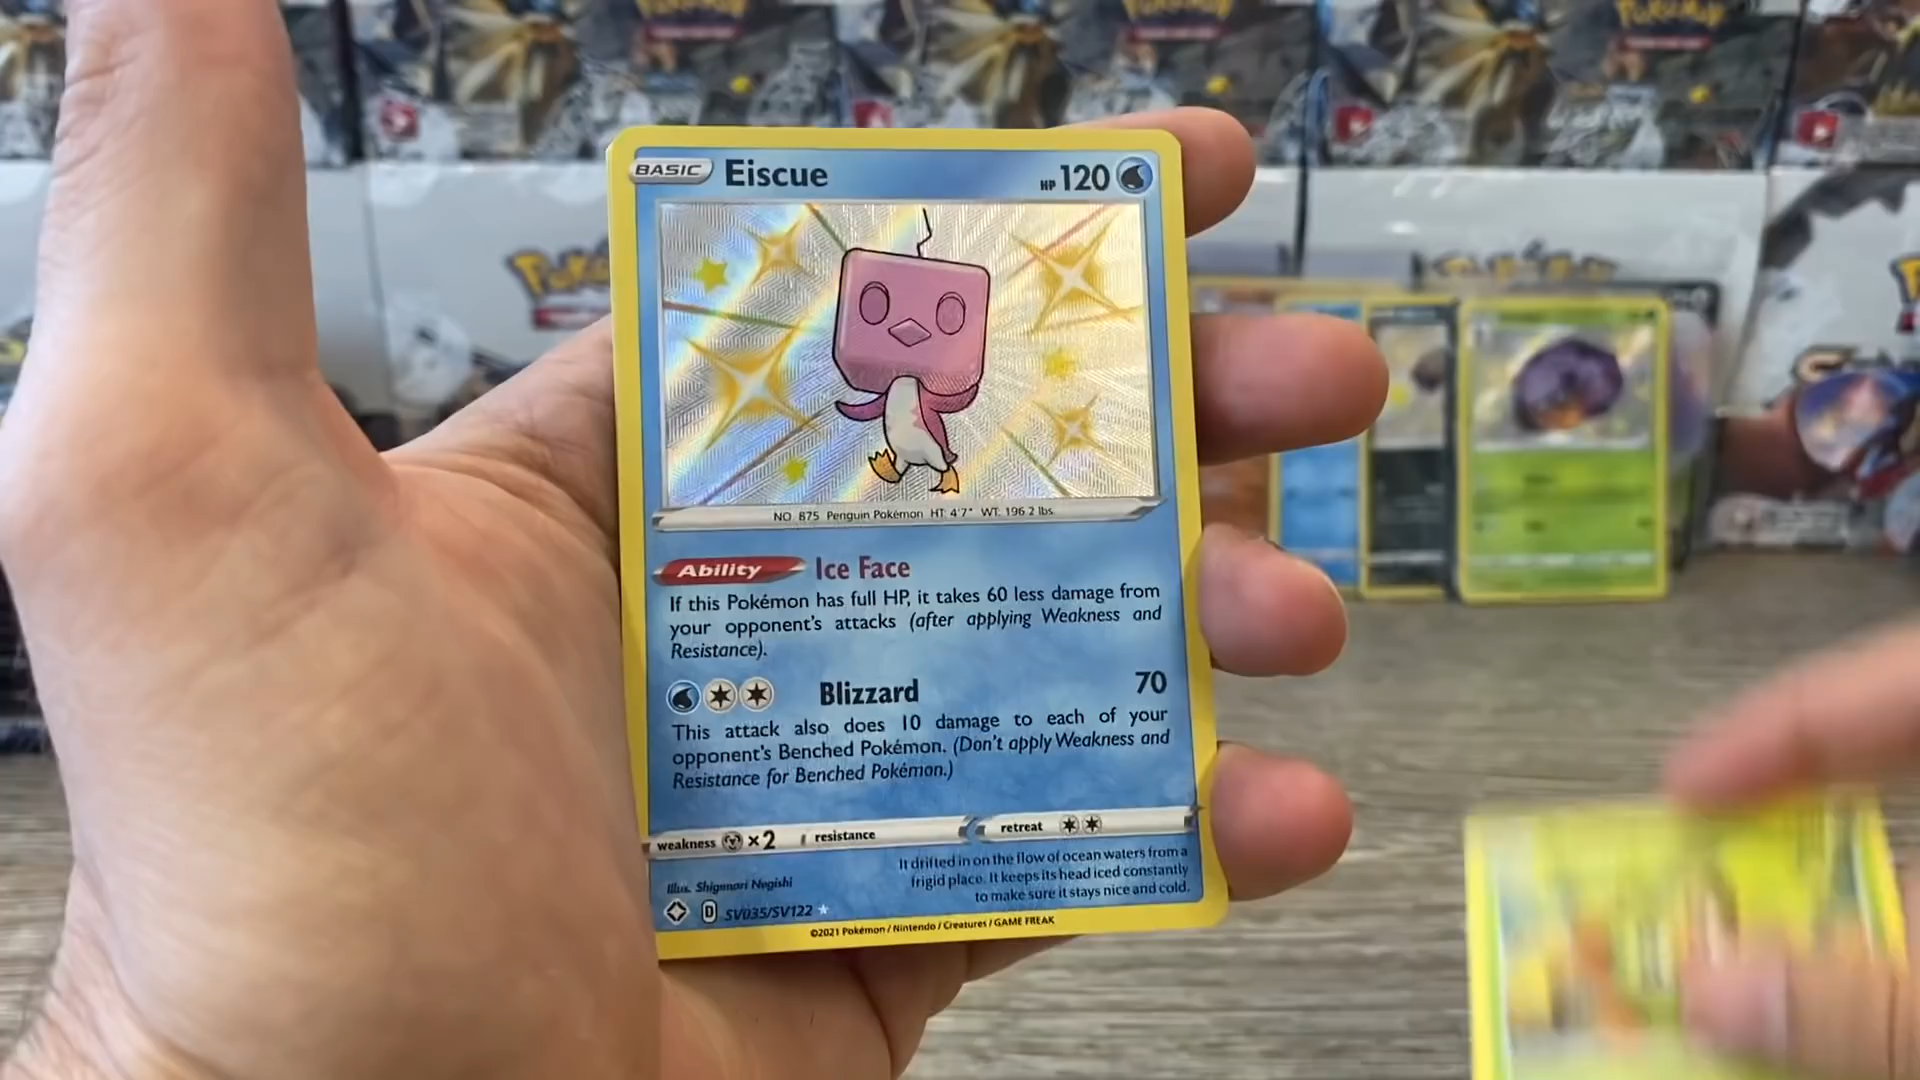 Pokémon
Pokémon
Pokémon
BASIC Eiscue HP 120
NO. 875 Penguin Pokémon HT: 4'7" WT: 196.2 lbs.
Ability Ice Face
If this Pokémon has full HP, it takes 60 less damage from
your opponent's attacks (after applying Weakness and
Resistance).
Blizzard 70
This attack also does 10 damage to each of your
opponent's Benched Pokémon. (Don't apply Weakness and
Resistance for Benched Pokémon.)
weakness ×2 resistance retreat
It drifted in on the flow of ocean waters from a
frigid place. It keeps its head iced constantly
to make sure it stays nice and cold.
Illus. Shigenori Negishi
D SV035/SV122
©2021 Pokémon / Nintendo / Creatures / GAME FREAK